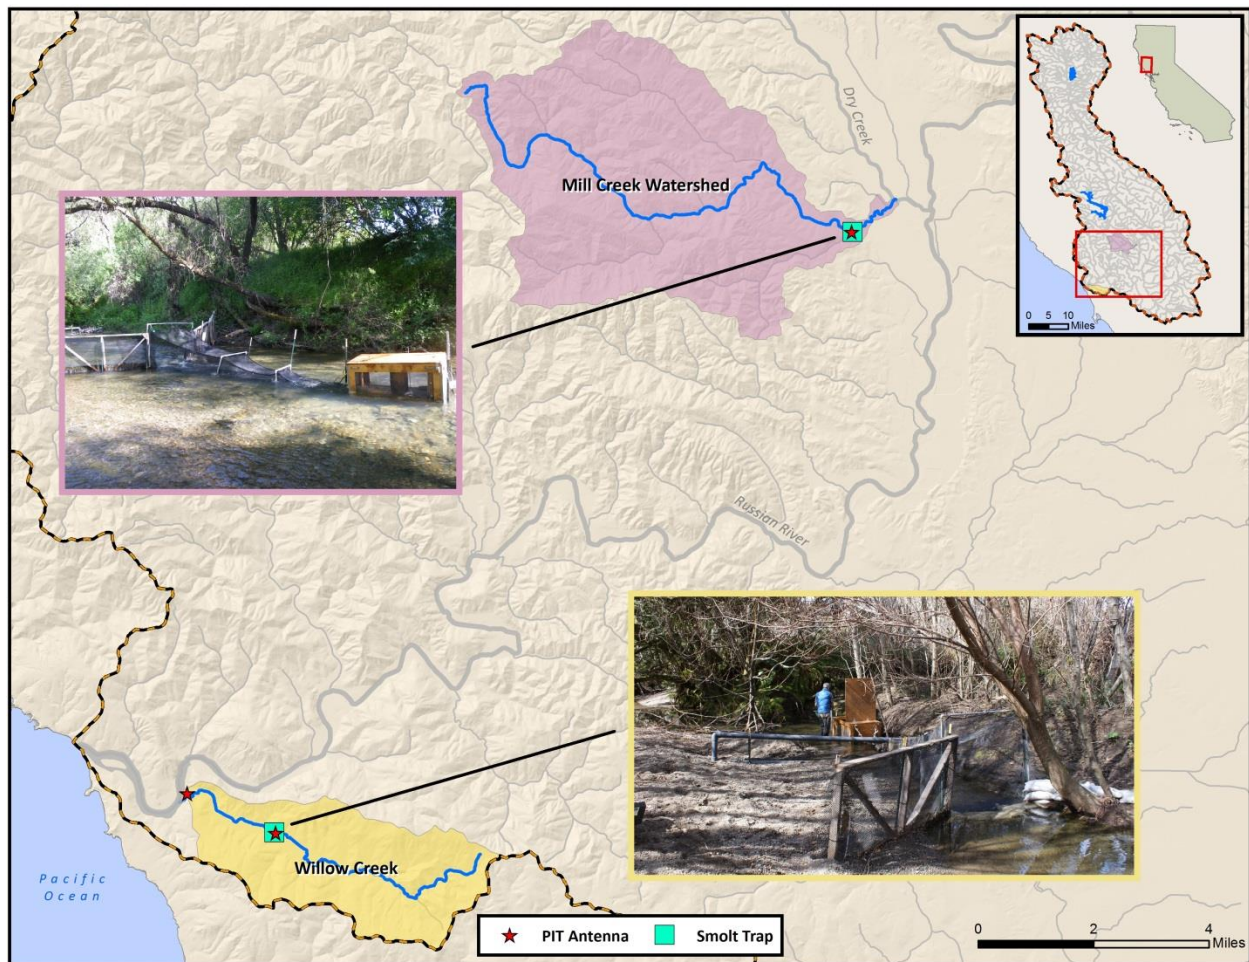 Dry Creek
Mill Creek Watershed
0 5 10
Miles
Russian River
Willow Creek
Pacific
Ocean
PIT Antenna
Smolt Trap
0 2 4
Miles